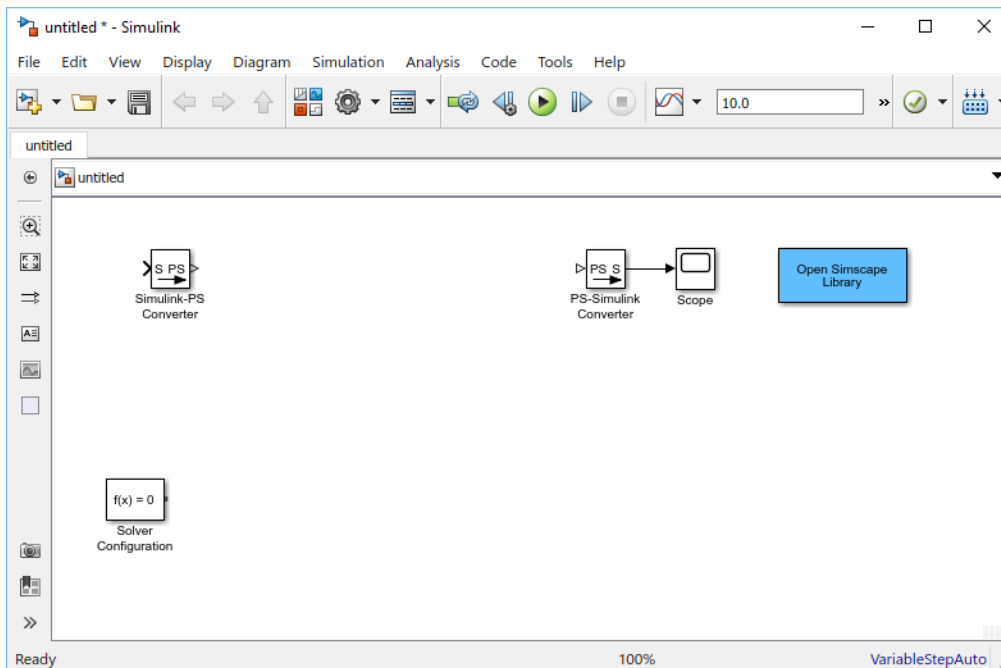 untitled * - Simulink
File Edit View Display Diagram Simulation Analysis Code Tools Help
10.0 »
untitled
untitled
S PS
Simulink-PS
Converter
PS S
PS-Simulink
Converter
Scope
Open Simscape
Library
A
f(x) = 0
Solver
Configuration
»
Ready 100% VariableStepAuto